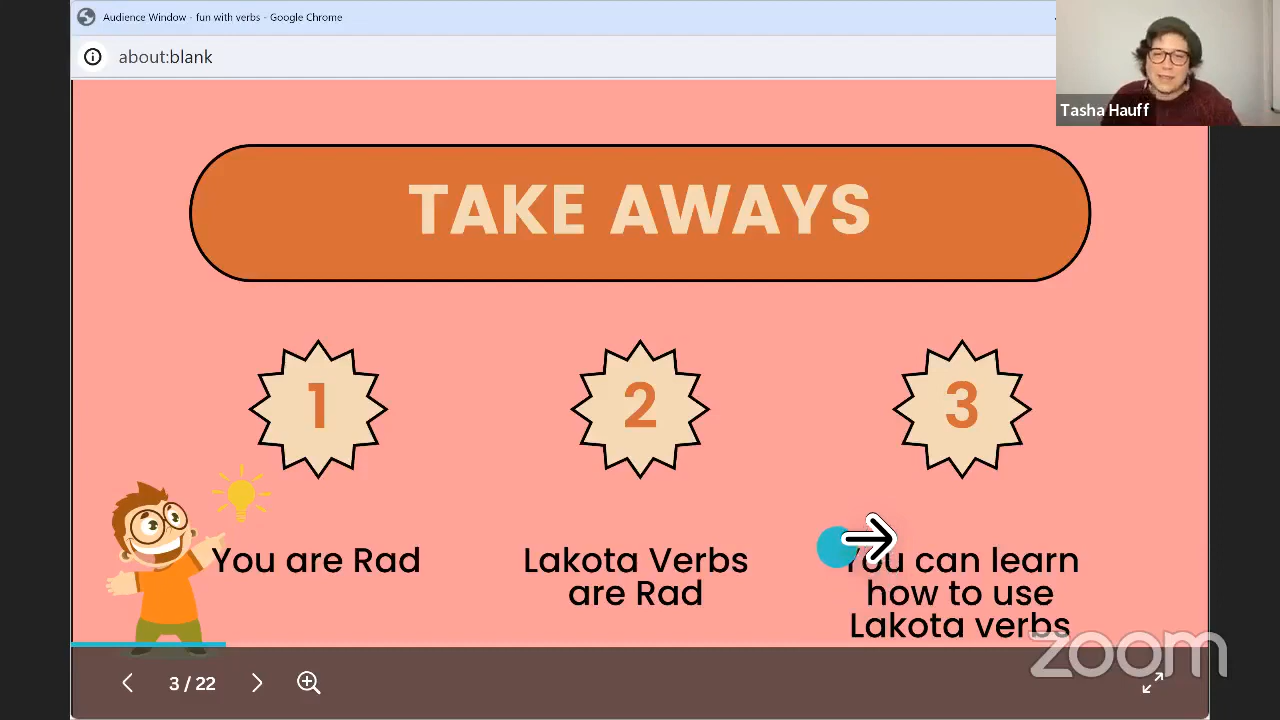 Audience Window - fun with verbs - Google Chrome
about:blank
Tasha Hauff
TAKE AWAYS
1
2
3
You are Rad
Lakota Verbs
are Rad
You can learn
how to use
Lakota verbs
3 / 22
zoom